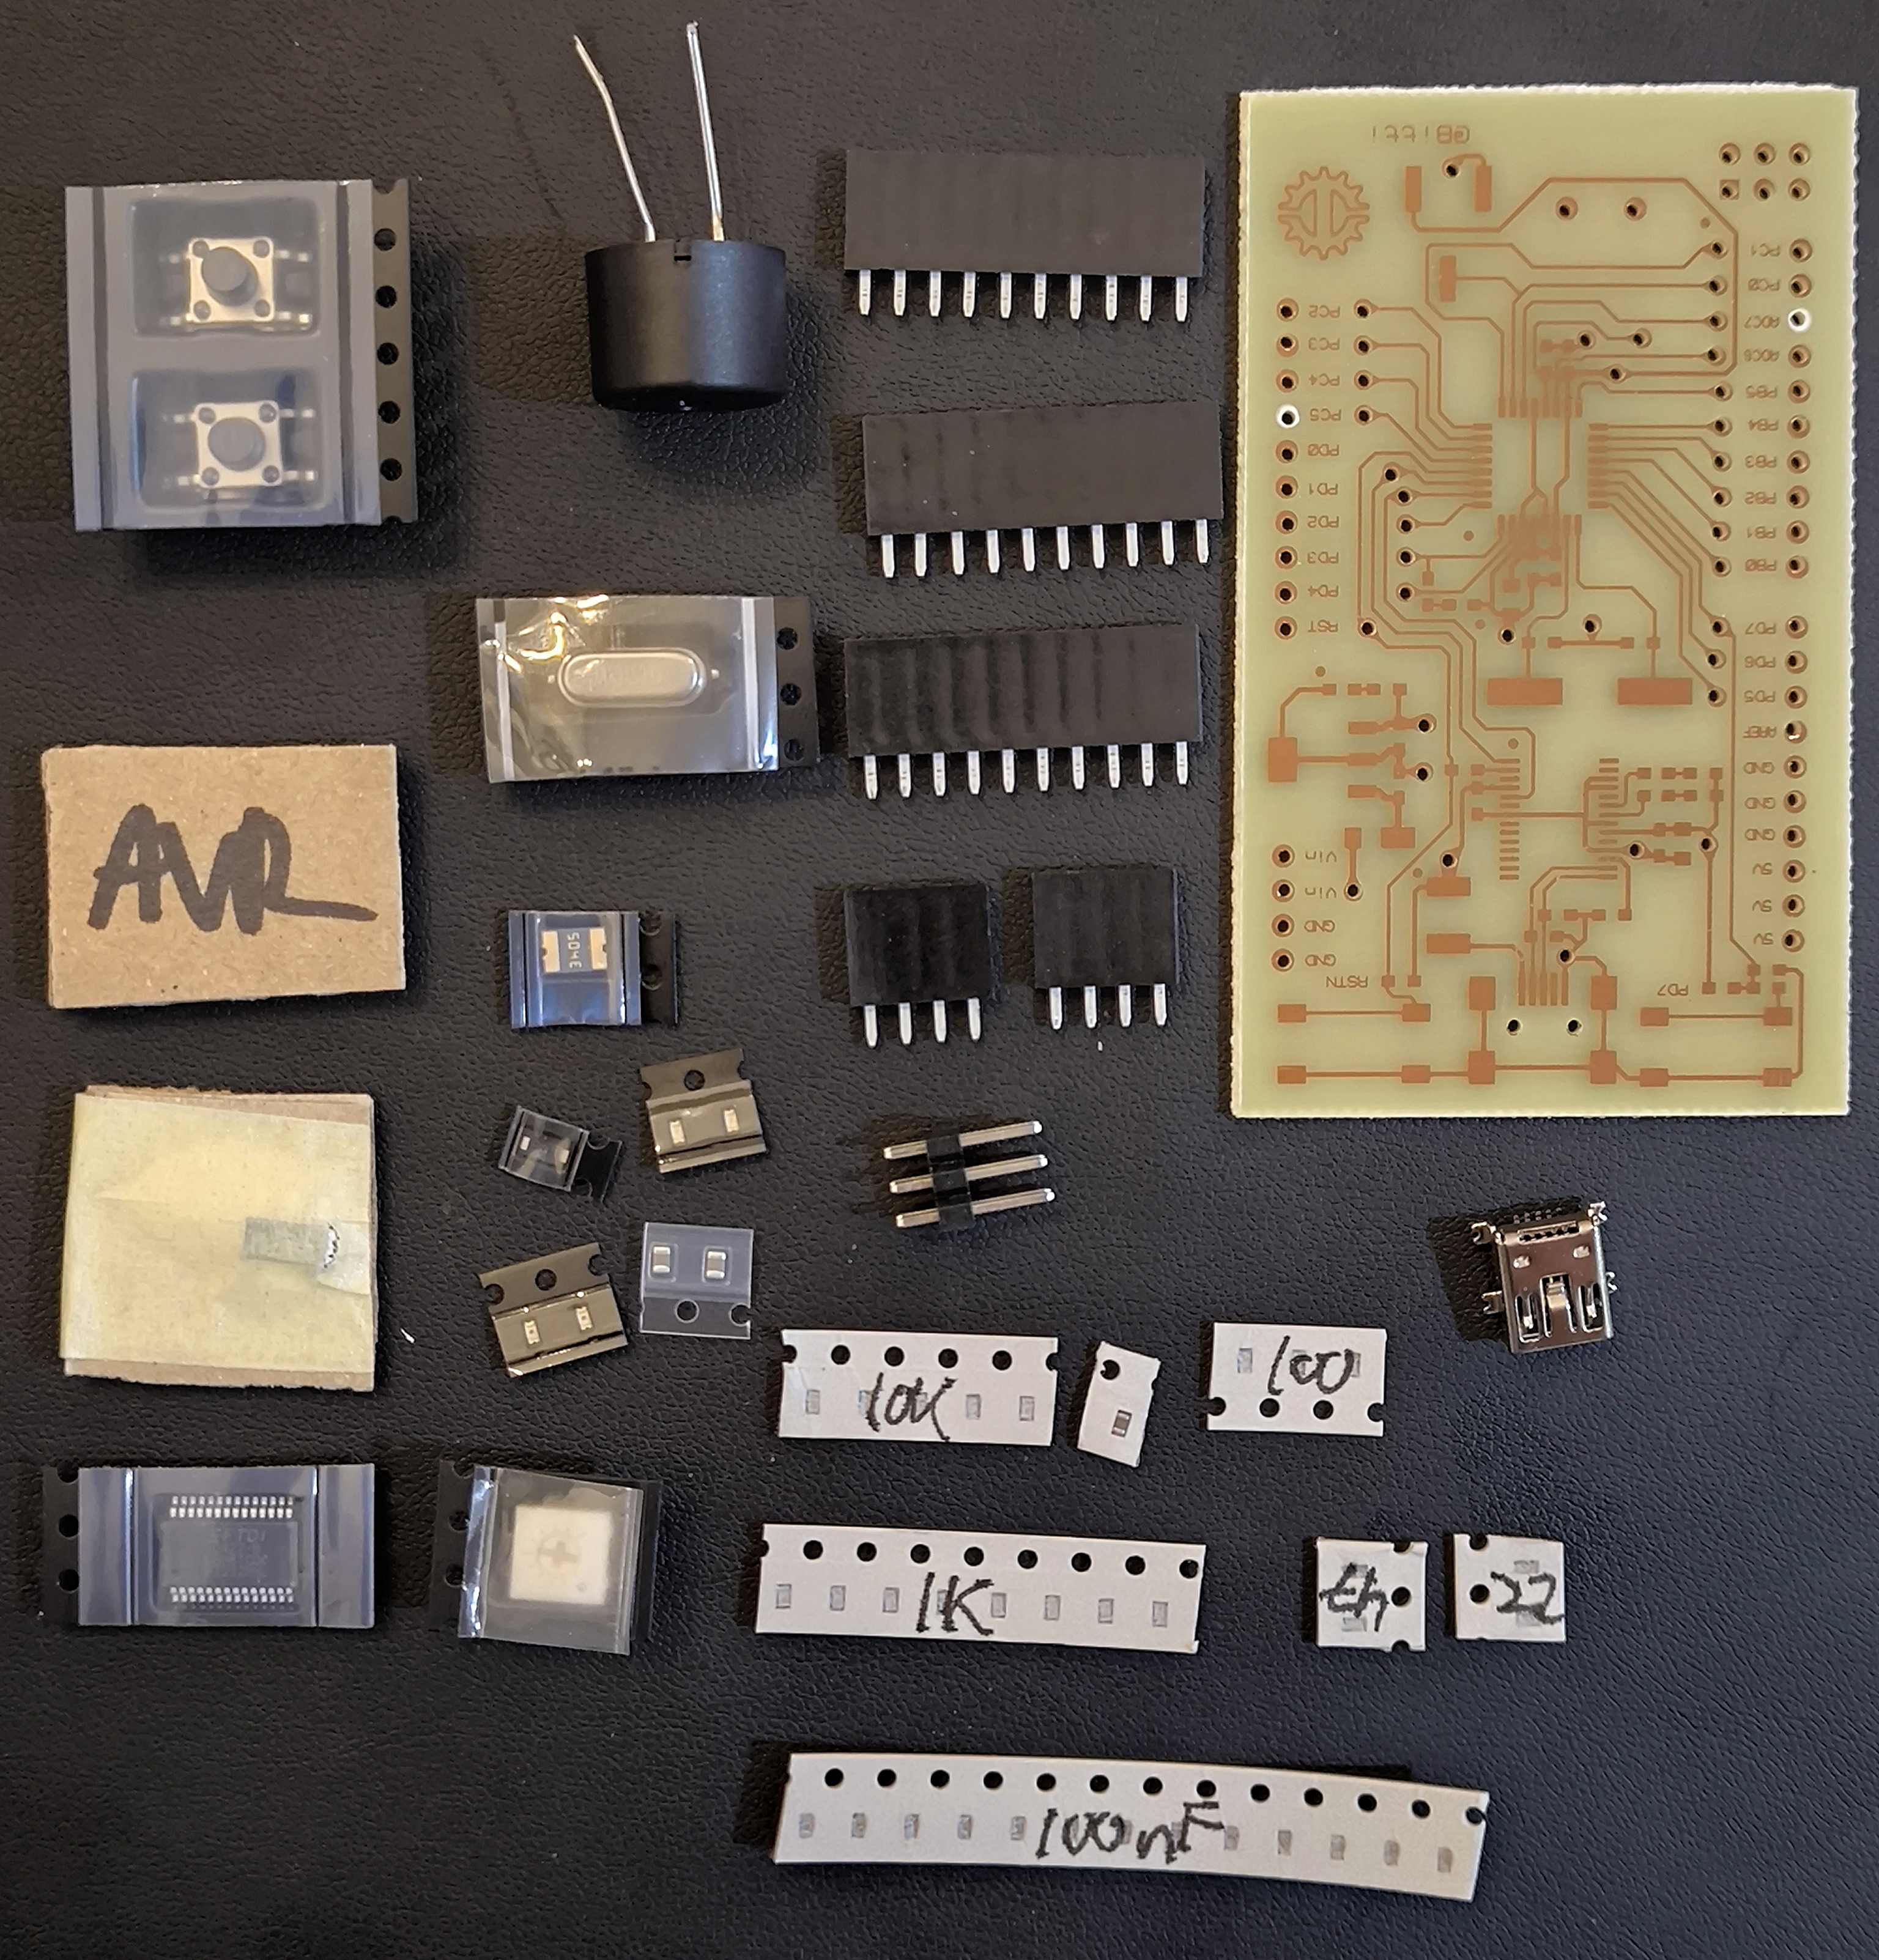 @Bitti
PC1
PC0
PC2
ADC7
PC3
ADC6
PC4
PB5
PC5
PB4
PD0
PB3
PD1
PB2
PD2
PB1
PD3
PB0
PD4
RST
PD7
PD6
PD5
AREF
GND
GND
GND
Vin
5V
Vin
5V
GND
5V
GND
RSTN
PD7
AVR
FTDI
10K
100
1K
47
22
100nF